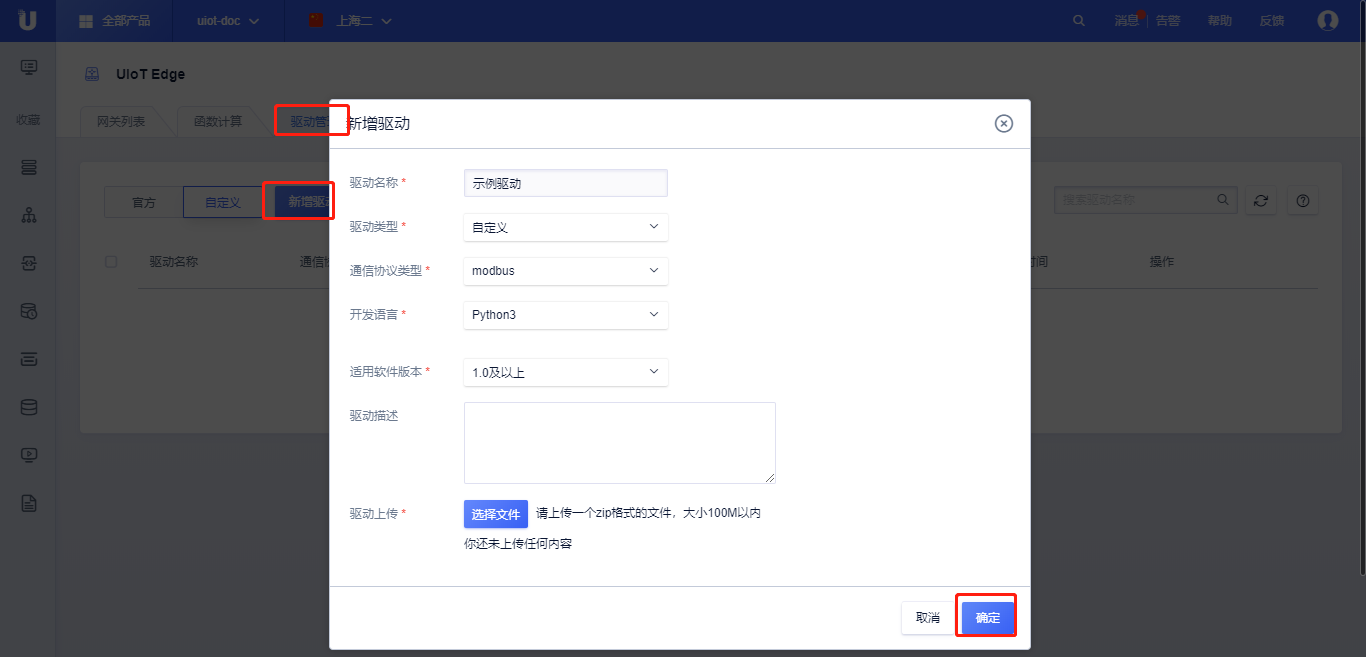 全部产品 uiot-doc 上海二 消息 告警 帮助 反馈
UIoT Edge
收藏
网关列表 函数计算 驱动管
新增驱动
官方 自定义 新增驱 搜索驱动名称
驱动名称 通信 时间 操作
驱动名称 * 示例驱动
驱动类型 * 自定义
通信协议类型 * modbus
开发语言 * Python3
适用软件版本 * 1.0及以上
驱动描述
驱动上传 * 选择文件 请上传一个zip格式的文件，大小100M以内
你还未上传任何内容
取消 确定